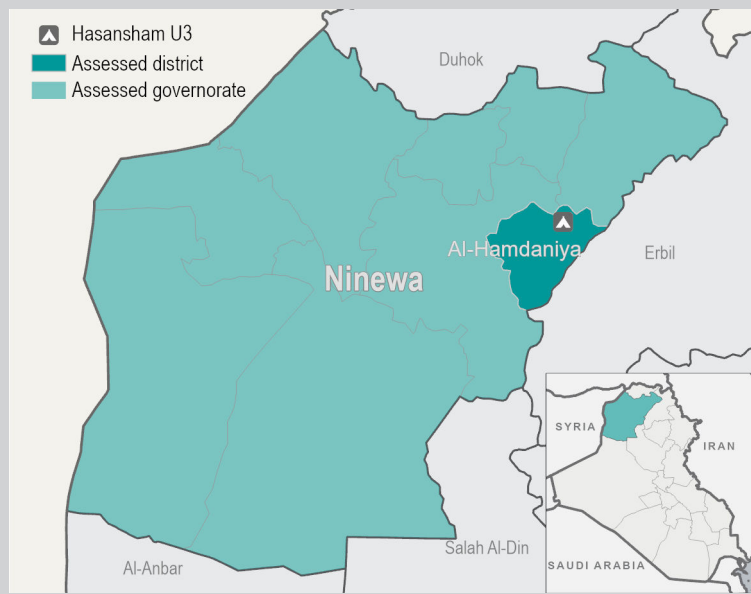 Hasansham U3
Assessed district
Assessed governorate
Duhok
Al-Hamdaniya
Erbil
Ninewa
SYRIA
IRAN
Salah Al-Din
Al-Anbar
SAUDI ARABIA